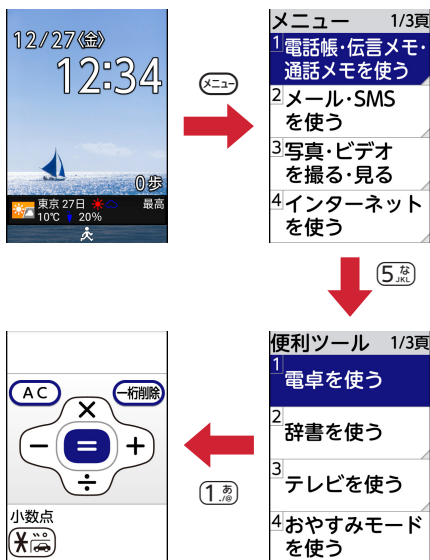 12/27(金)
12:34
0歩
東京 27日 最高
10℃ 20%
メニュー
メニュー 1/3頁
1 電話帳・伝言メモ・
通話メモを使う
2 メール・SMS
を使う
3 写真・ビデオ
を撮る・見る
4 インターネット
を使う
5 な JKL
便利ツール 1/3頁
1 電卓を使う
2 辞書を使う
3 テレビを使う
4 おやすみモード
を使う
1 あ ./@
AC 一桁削除
×
− = +
÷
小数点
＊